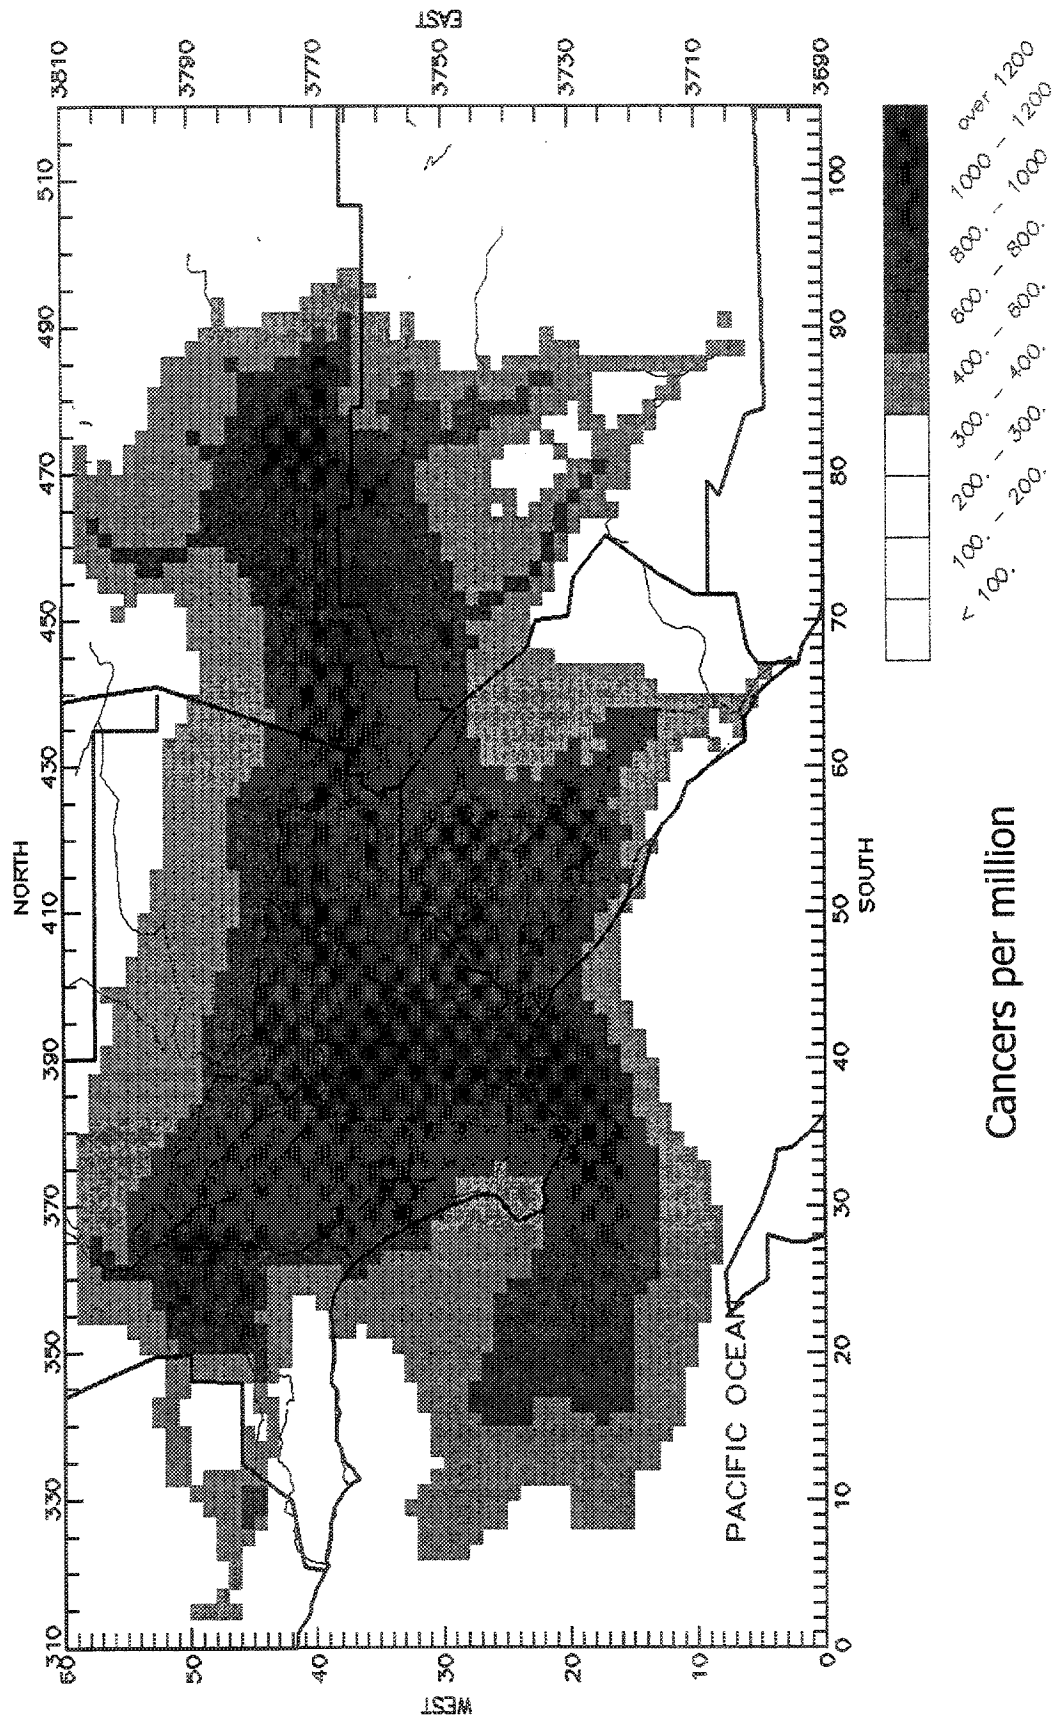 NORTH
310 330 350 370 390 410 430 450 470 490 510
60
50
40
30
20
10
0
WEST
3810
3790
3770
3750
3730
3710
3690
EAST
PACIFIC OCEAN
0 10 20 30 40 50 60 70 80 90 100
SOUTH
< 100.
100. - 200.
200. - 300.
300. - 400.
400. - 600.
600. - 800.
800. - 1000
1000 - 1200
over 1200
Cancers per million